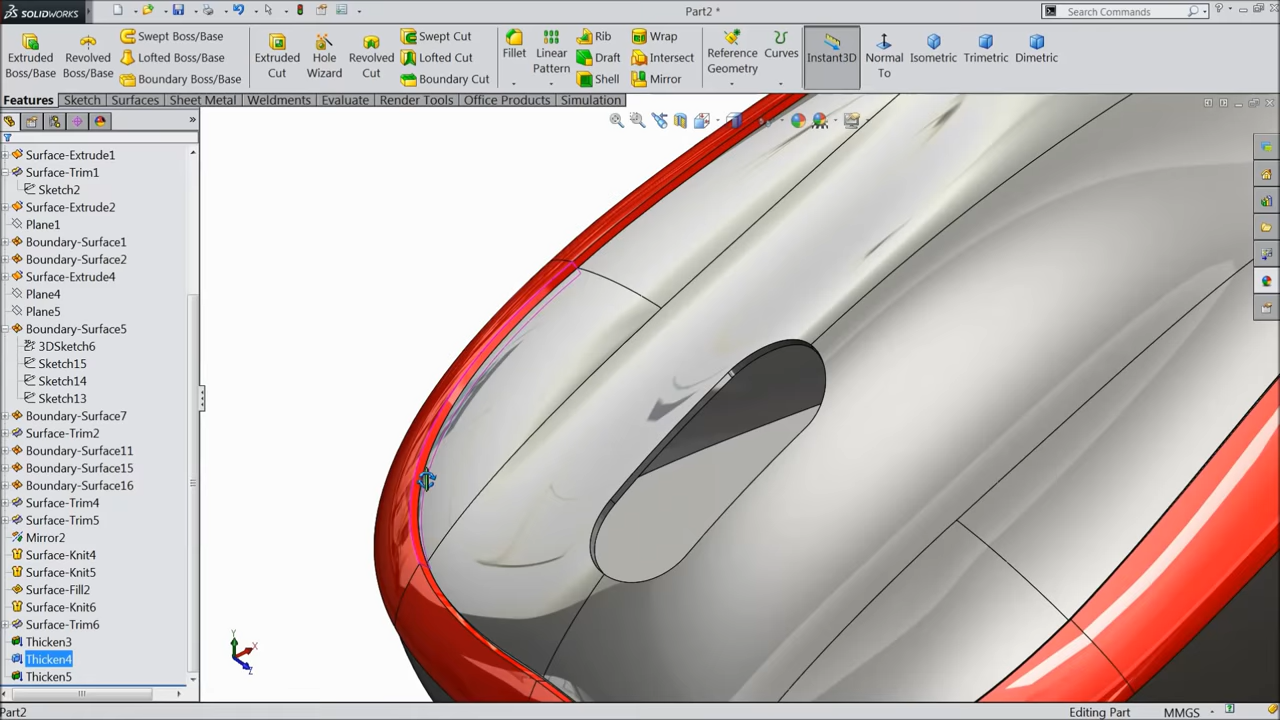 SOLIDWORKS
Part2 *
Search Commands
Extruded Boss/Base
Revolved Boss/Base
Swept Boss/Base
Lofted Boss/Base
Boundary Boss/Base
Extruded Cut
Hole Wizard
Revolved Cut
Swept Cut
Lofted Cut
Boundary Cut
Fillet
Linear Pattern
Rib
Draft
Shell
Wrap
Intersect
Mirror
Reference Geometry
Curves
Instant3D
Normal To
Isometric
Trimetric
Dimetric
Features
Sketch
Surfaces
Sheet Metal
Weldments
Evaluate
Render Tools
Office Products
Simulation
Surface-Extrude1
Surface-Trim1
Sketch2
Surface-Extrude2
Plane1
Boundary-Surface1
Boundary-Surface2
Surface-Extrude4
Plane4
Plane5
Boundary-Surface5
3DSketch6
Sketch15
Sketch14
Sketch13
Boundary-Surface7
Surface-Trim2
Boundary-Surface11
Boundary-Surface15
Boundary-Surface16
Surface-Trim4
Surface-Trim5
Mirror2
Surface-Knit4
Surface-Knit5
Surface-Fill2
Surface-Knit6
Surface-Trim6
Thicken3
Thicken4
Thicken5
Y
X
Z
Part2
Editing Part
MMGS